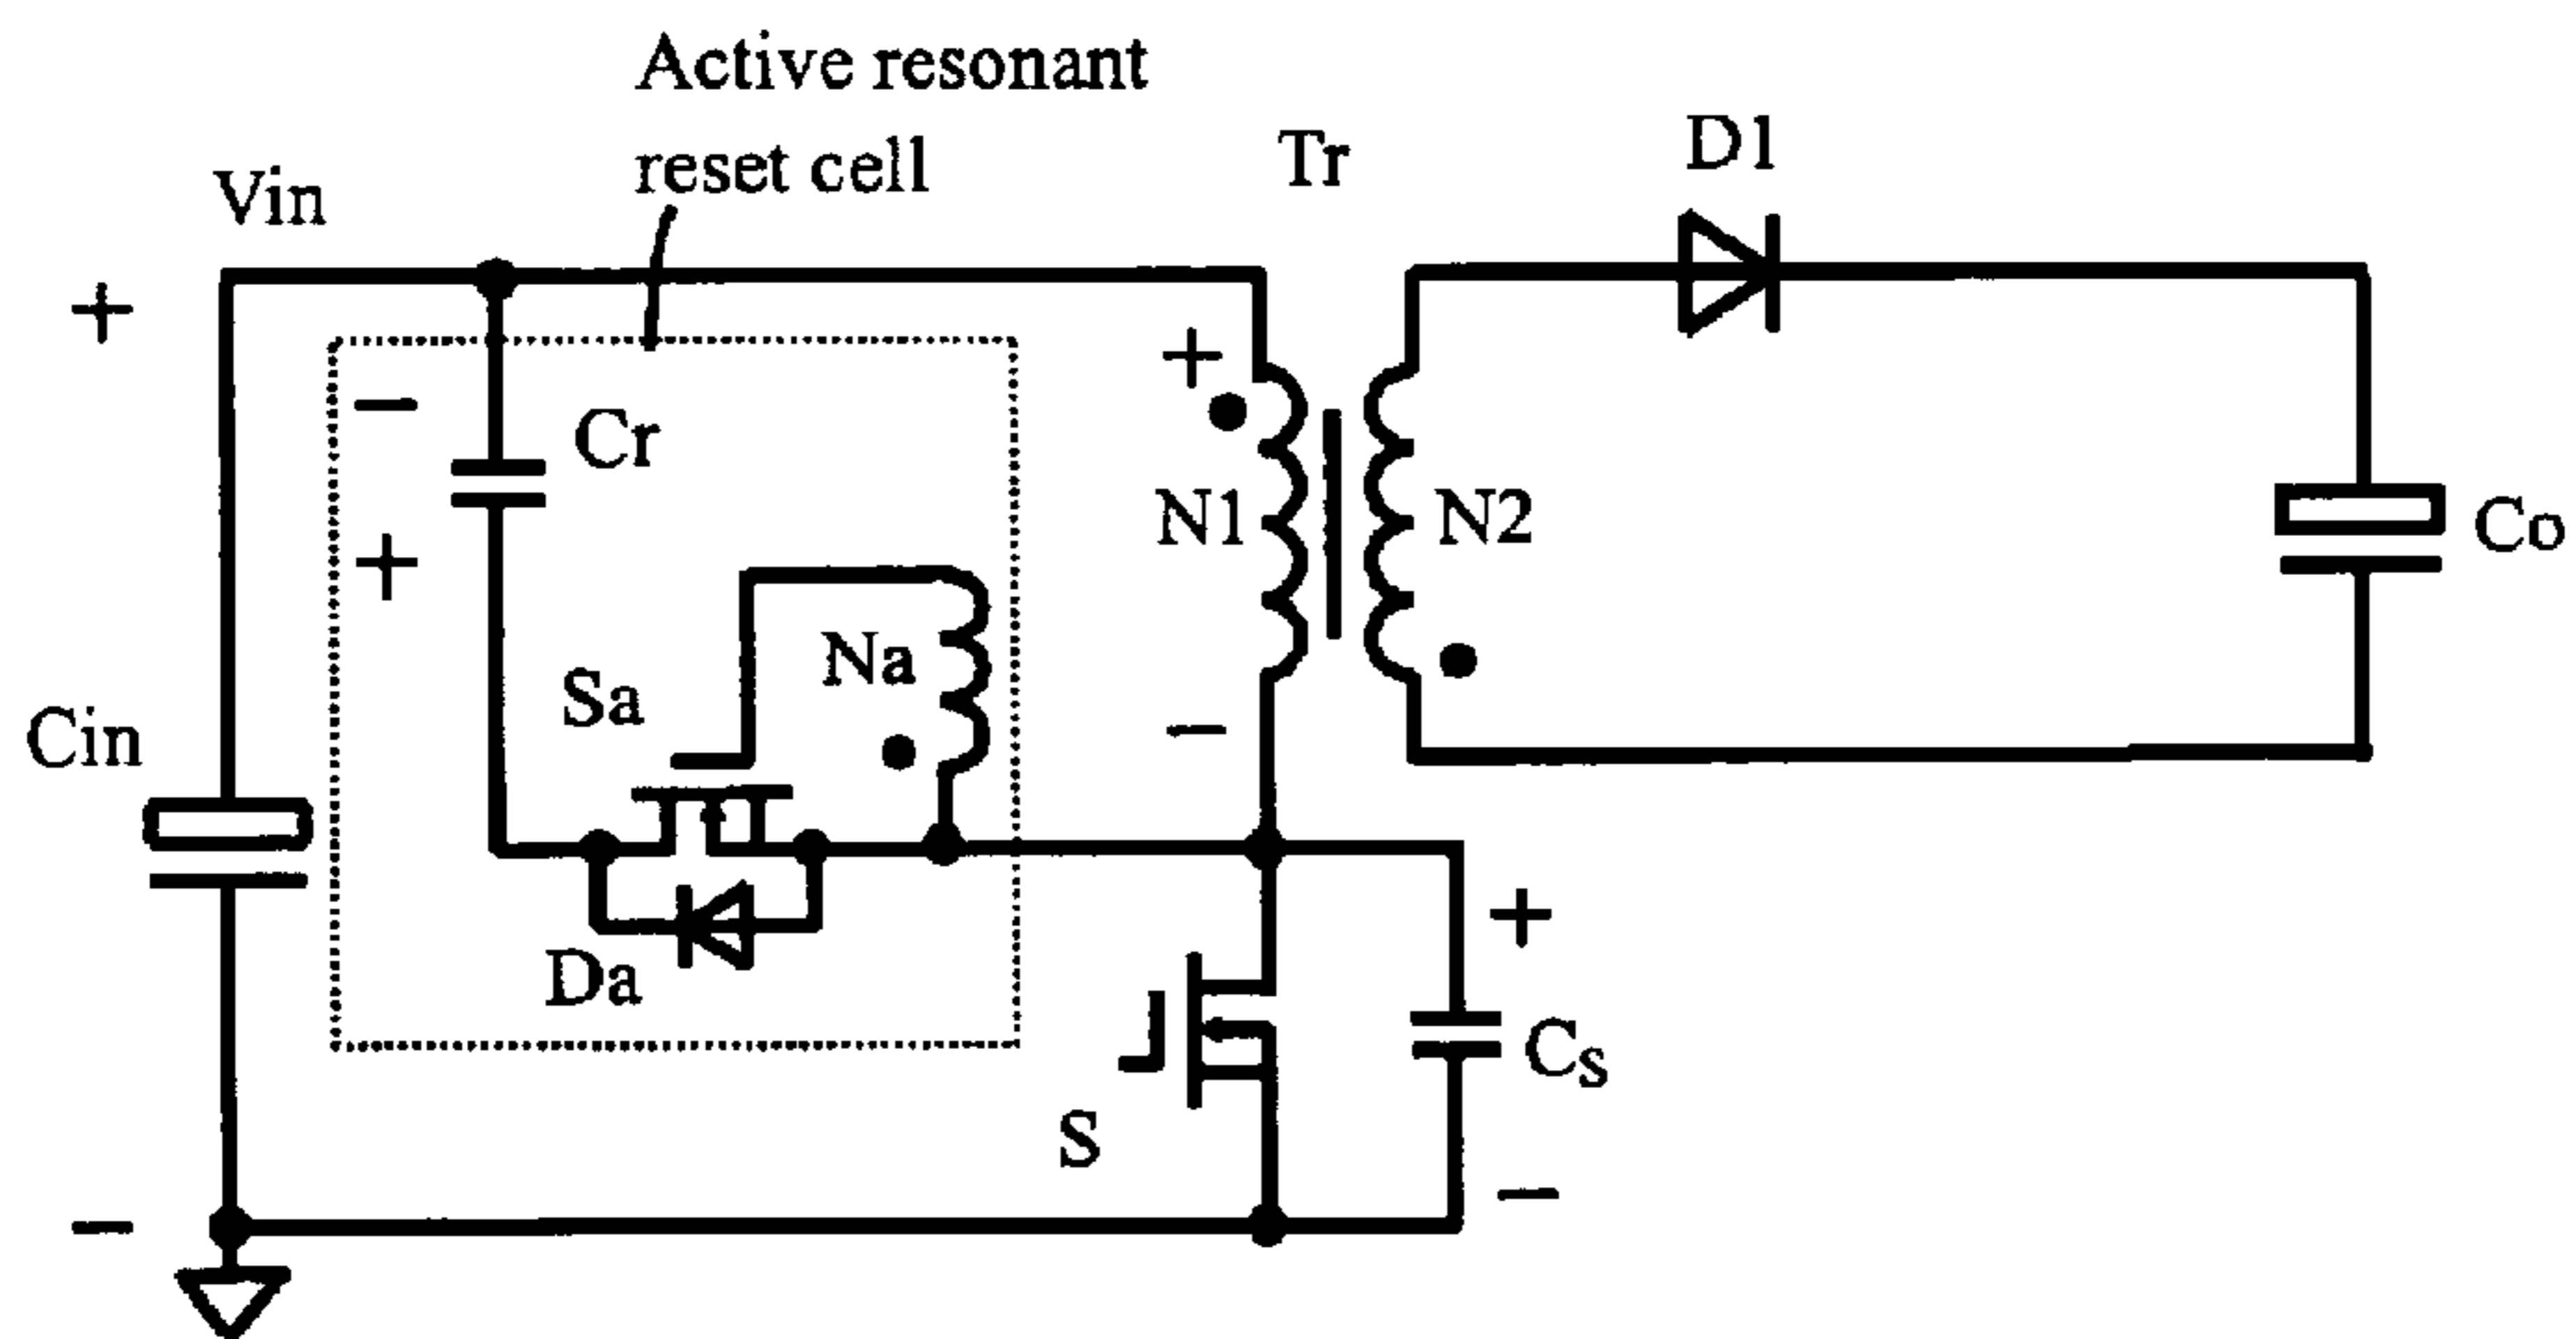 Active resonant
reset cell
Vin
Tr
D1
+
−
Cr
+
+
N1
N2
Co
Na
Sa
Cin
−
Da
+
Cs
S
−
−